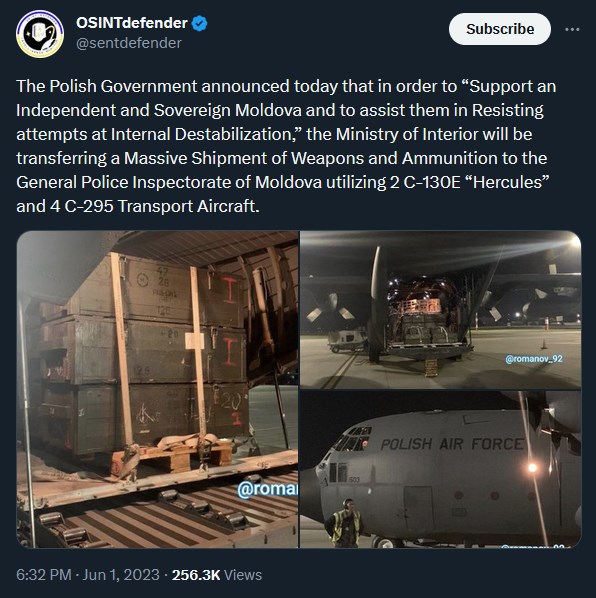 OSINTdefender
@sentdefender
Subscribe
The Polish Government announced today that in order to “Support an
Independent and Sovereign Moldova and to assist them in Resisting
attempts at Internal Destabilization,” the Ministry of Interior will be
transferring a Massive Shipment of Weapons and Ammunition to the
General Police Inspectorate of Moldova utilizing 2 C-130E “Hercules”
and 4 C-295 Transport Aircraft.
@romanov_92
POLISH AIR FORCE
@roma
@romanov_92
6:32 PM · Jun 1, 2023 · 256.3K Views